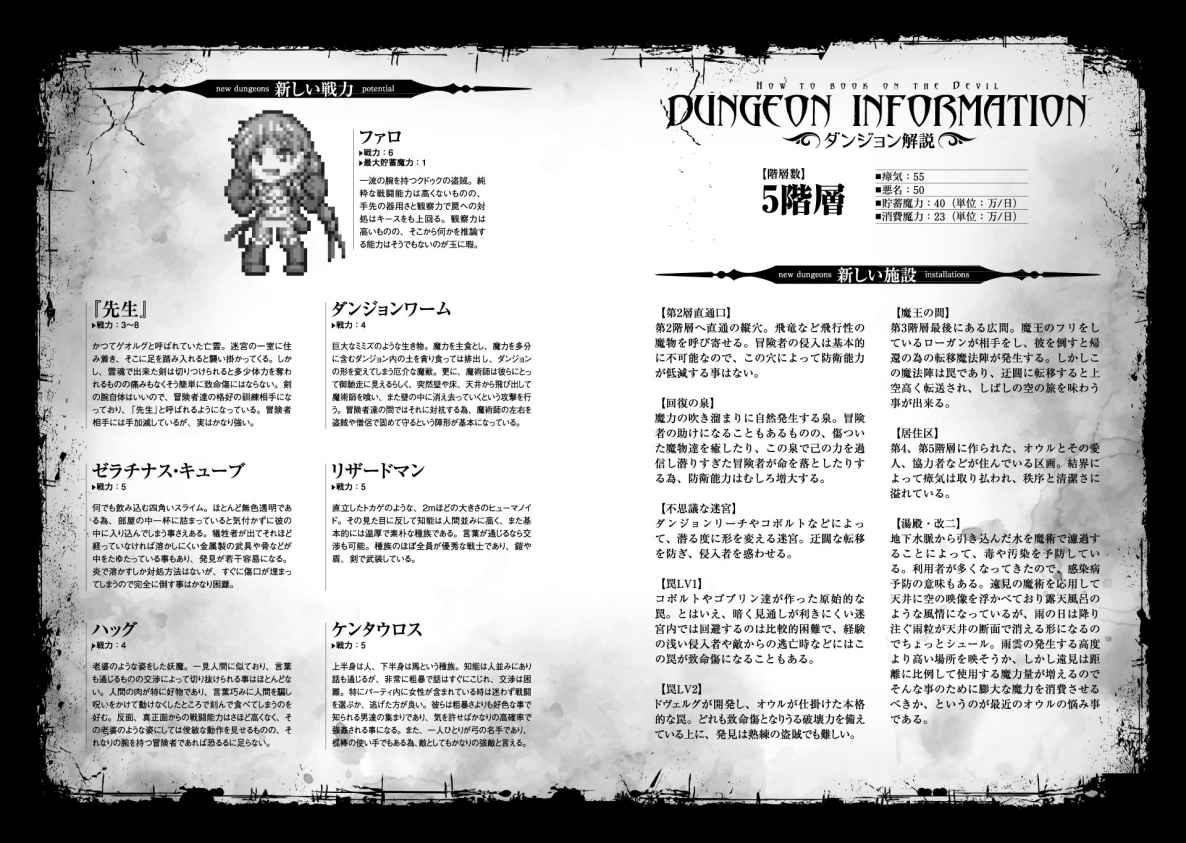 How to book on the Devil
DUNGEON INFORMATION
ダンジョン解説
【階層数】
5階層
■瘴気：55
■悪名：50
■貯蓄魔力：40（単位：万/日）
■消費魔力：23（単位：万/日）
new dungeons 新しい施設 installations
【第2層直通口】
第2階層へ直通の縦穴。飛竜など飛行性の
魔物を呼び寄せる。冒険者の侵入は基本的
に不可能なので、この穴によって防衛能力
が低減する事はない。
【回復の泉】
魔力の吹き溜まりに自然発生する泉。冒険
者の助けになることもあるものの、傷つい
た魔物達を癒したり、この泉で己の力を過
信し潜りすぎた冒険者が命を落としたりす
る為、防衛能力はむしろ増大する。
【不思議な迷宮】
ダンジョンリーチやコボルトなどによっ
て、潜る度に形を変える迷宮。迂闊な転移
を防ぎ、侵入者を惑わせる。
【罠LV1】
コボルトやゴブリン達が作った原始的な
罠。とはいえ、暗く見通しが利きにくい迷
宮内では回避するのは比較的困難で、経験
の浅い侵入者や敵からの逃亡時などにはこ
の罠が致命傷になることもある。
【罠LV2】
ドヴェルグが開発し、オウルが仕掛けた本格
的な罠。どれも致命傷となりうる破壊力を備え
ている上に、発見は熟練の盗賊でも難しい。
【魔王の間】
第3階層最後にある広間。魔王のフリをし
ているローガンが相手をし、彼を倒すと帰
還の為の転移魔法陣が発生する。しかしこ
の魔法陣は罠であり、迂闊に転移すると上
空高く転送され、しばしの空の旅を味わう
事が出来る。
【居住区】
第4、第5階層に作られた、オウルとその愛
人、協力者などが住んでいる区画。結界に
よって瘴気は取り払われ、秩序と清潔さに
溢れている。
【湯殿・改二】
地下水脈から引き込んだ水を魔術で濾過す
ることによって、毒や汚染を予防してい
る。利用者が多くなってきたので、感染病
予防の意味もある。遠見の魔術を応用して
天井に空の映像を浮かべており露天風呂の
ような風情になっているが、雨の日は降り
注ぐ雨粒が天井の断面で消える形になるの
でちょっとシュール。雨雲の発生する高度
より高い場所を映そうか、しかし遠見は距
離に比例して使用する魔力量が増えるので
そんな事のために膨大な魔力を消費させる
べきか、というのが最近のオウルの悩み事
である。
new dungeons 新しい戦力 potential
ファロ
▶戦力：6
▶最大貯蓄魔力：1
一流の腕を持つクドゥクの盗賊。純
粋な戦闘能力は高くないものの、
手先の器用さと観察力で罠への対
処はキースをも上回る。観察力は
高いものの、そこから何かを推論す
る能力はそうでもないのが玉に瑕。
『先生』
▶戦力：3～8
かつてゲオルグと呼ばれていた亡霊。迷宮の一室に住
み着き、そこに足を踏み入れると襲い掛かってくる。しか
し、霊魂で出来た剣は切りつけられると多少体力を奪わ
れるものの痛みもなくそう簡単に致命傷にはならない。剣
の腕自体はいいので、冒険者達の格好の訓練相手にな
っており、「先生」と呼ばれるようになっている。冒険者
相手には手加減しているが、実はかなり強い。
ダンジョンワーム
▶戦力：4
巨大なミミズのような生き物。魔力を主食とし、魔力を多分
に含むダンジョン内の土を貪り食っては排出し、ダンジョン
の形を変えてしまう厄介な魔獣。更に、魔術師は彼らにとっ
て御馳走に見えるらしく、突然壁や床、天井から飛び出して
魔術師を喰い、また壁の中に消え去っていくという攻撃を行
う。冒険者達の間ではそれに対抗する為、魔術師の左右を
盗賊や僧侶で固めて守るという陣形が基本になっている。
ゼラチナス・キューブ
▶戦力：5
何でも飲み込む四角いスライム。ほとんど無色透明であ
る為、部屋の中一杯に詰まっていると気付かずに彼の
中に入り込んでしまう事さえある。犠牲者が出てそれほど
経っていなければ溶かしにくい金属製の武具や骨などが
中をたゆたっている事もあり、発見が若干容易になる。
炎で溶かすしか対処方法はないが、すぐに傷口が埋まっ
てしまうので完全に倒す事はかなり困難。
リザードマン
▶戦力：5
直立したトカゲのような、2mほどの大きさのヒューマノイ
ド。その見た目に反して知能は人間並みに高く、また基
本的には温厚で素朴な種族である。言葉が通じるなら交
渉も可能。種族のほぼ全員が優秀な戦士であり、鎧や
盾、剣で武装している。
ハッグ
▶戦力：4
老婆のような姿をした妖魔。一見人間に似ており、言葉
も通じるものの交渉によって切り抜けられる事はほとんどな
い。人間の肉が特に好物であり、言葉巧みに人間を騙し
呪いをかけて動けなくしたところで刻んで食べてしまうのを
好む。反面、真正面からの戦闘能力はさほど高くなく、そ
の老婆のような姿にしては俊敏な動作を見せるものの、そ
れなりの腕を持つ冒険者であれば恐るるに足らない。
ケンタウロス
▶戦力：5
上半身は人、下半身は馬という種族。知能は人並みにあり
話も通じるが、非常に粗暴で話はすぐにこじれ、交渉は困
難。特にパーティ内に女性が含まれている時は迷わず戦闘
を選ぶか、逃げた方が良い。彼らは粗暴さよりも好色な事で
知られる男達の集まりであり、気を許せばかなりの高確率で
強姦される事になる。また、一人ひとりが弓の名手であり、
棍棒の使い手でもある為、敵としてもかなりの強敵と言える。